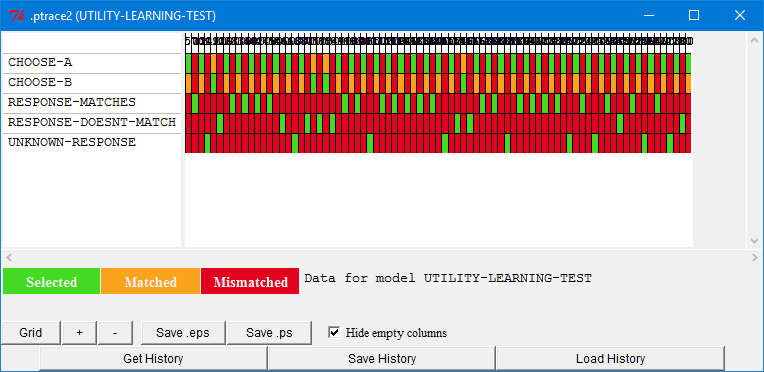 .ptrace2 (UTILITY-LEARNING-TEST)
CHOOSE-A
CHOOSE-B
RESPONSE-MATCHES
RESPONSE-DOESNT-MATCH
UNKNOWN-RESPONSE
Selected Matched Mismatched Data for model UTILITY-LEARNING-TEST
Grid + - Save .eps Save .ps Hide empty columns
Get History Save History Load History